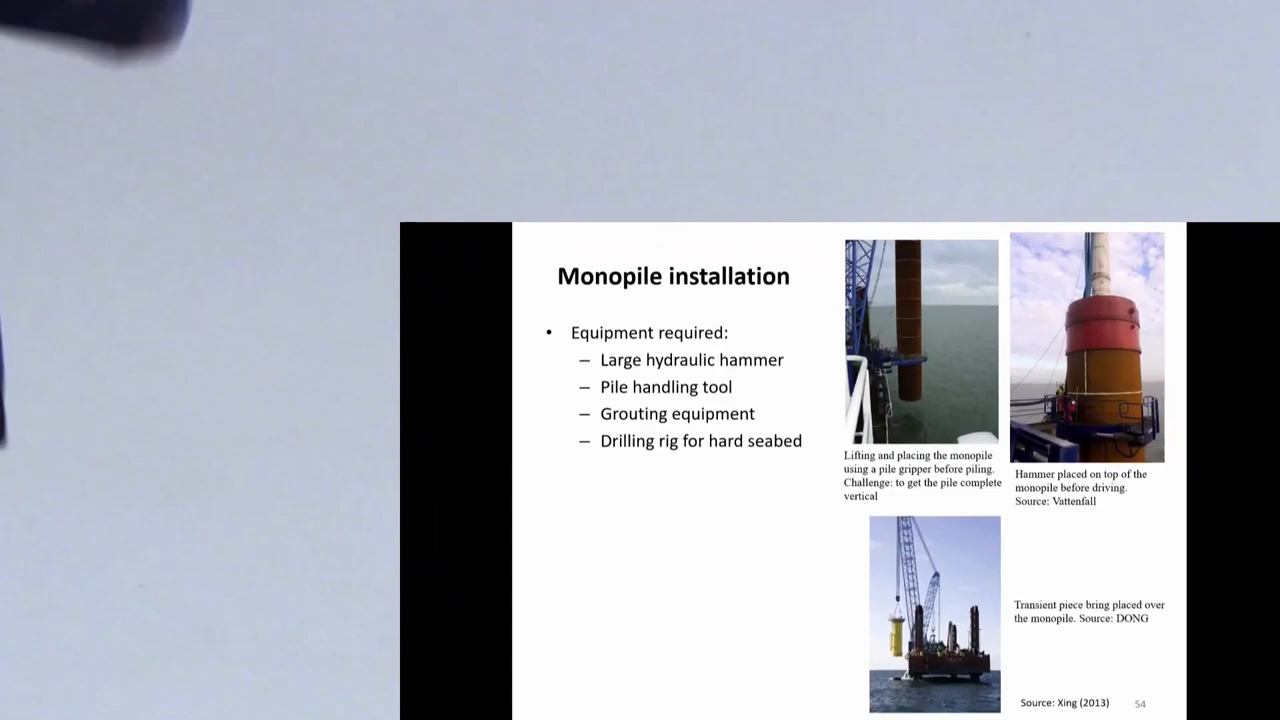 Monopile installation
• Equipment required:
– Large hydraulic hammer
– Pile handling tool
– Grouting equipment
– Drilling rig for hard seabed
Lifting and placing the monopile
using a pile gripper before piling.
Challenge: to get the pile complete
vertical
Hammer placed on top of the
monopile before driving.
Source: Vattenfall
Transient piece bring placed over
the monopile. Source: DONG
Source: Xing (2013)
54